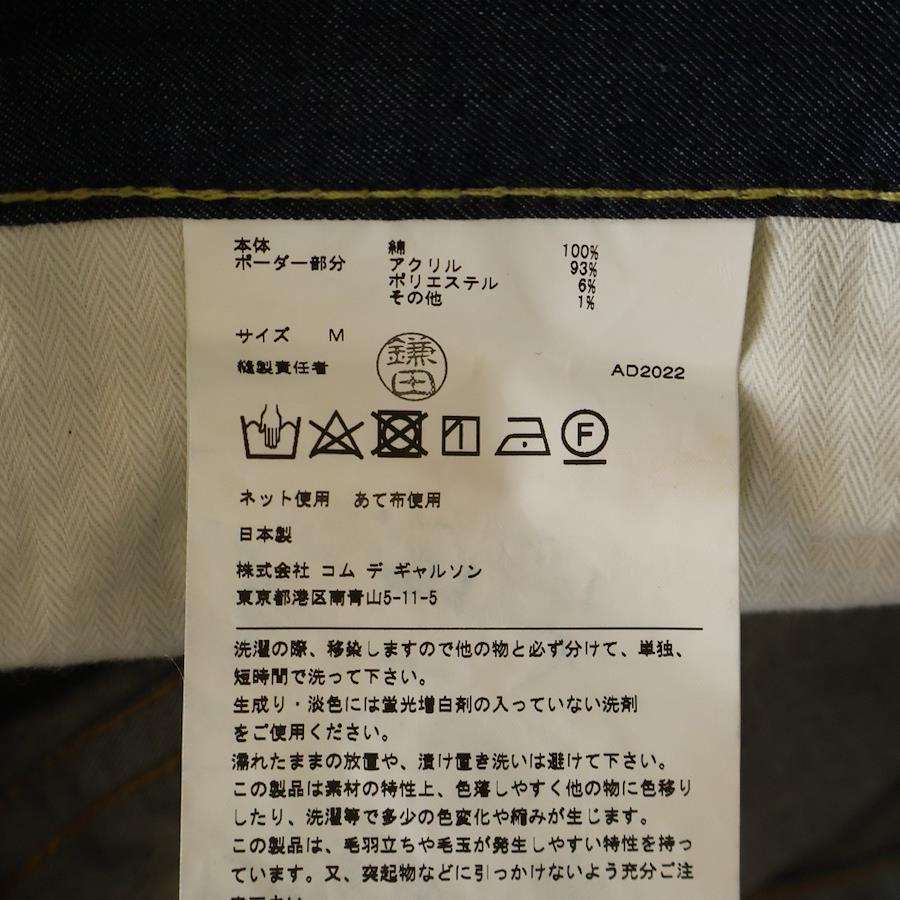 本体 綿 100%
ボーダー部分 アクリル 93%
ポリエステル 6%
その他 1%
サイズ M
縫製責任者 鎌田 AD2022
F
ネット使用 あて布使用
日本製
株式会社 コム デ ギャルソン
東京都港区南青山5-11-5
洗濯の際、移染しますので他の物と必ず分けて、単独、
短時間で洗って下さい。
生成り・淡色には蛍光増白剤の入っていない洗剤
をご使用ください。
濡れたままの放置や、漬け置き洗いは避けて下さい。
この製品は素材の特性上、色落しやすく他の物に色移り
したり、洗濯等で多少の色変化や縮みが生じます。
この製品は、毛羽立ちや毛玉が発生しやすい特性を持っ
ています。又、突起物などに引っかけないよう充分ご注